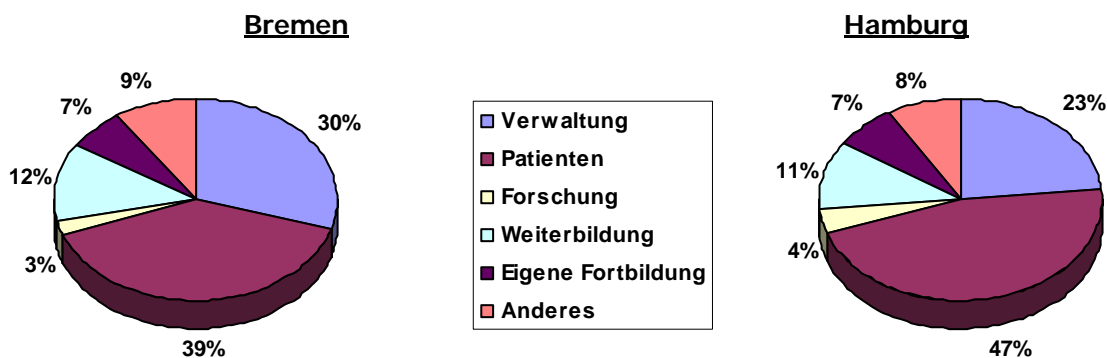 Bremen
9%
7%
30%
12%
3%
39%
Verwaltung
Patienten
Forschung
Weiterbildung
Eigene Fortbildung
Anderes
Hamburg
8%
7%
23%
11%
4%
47%